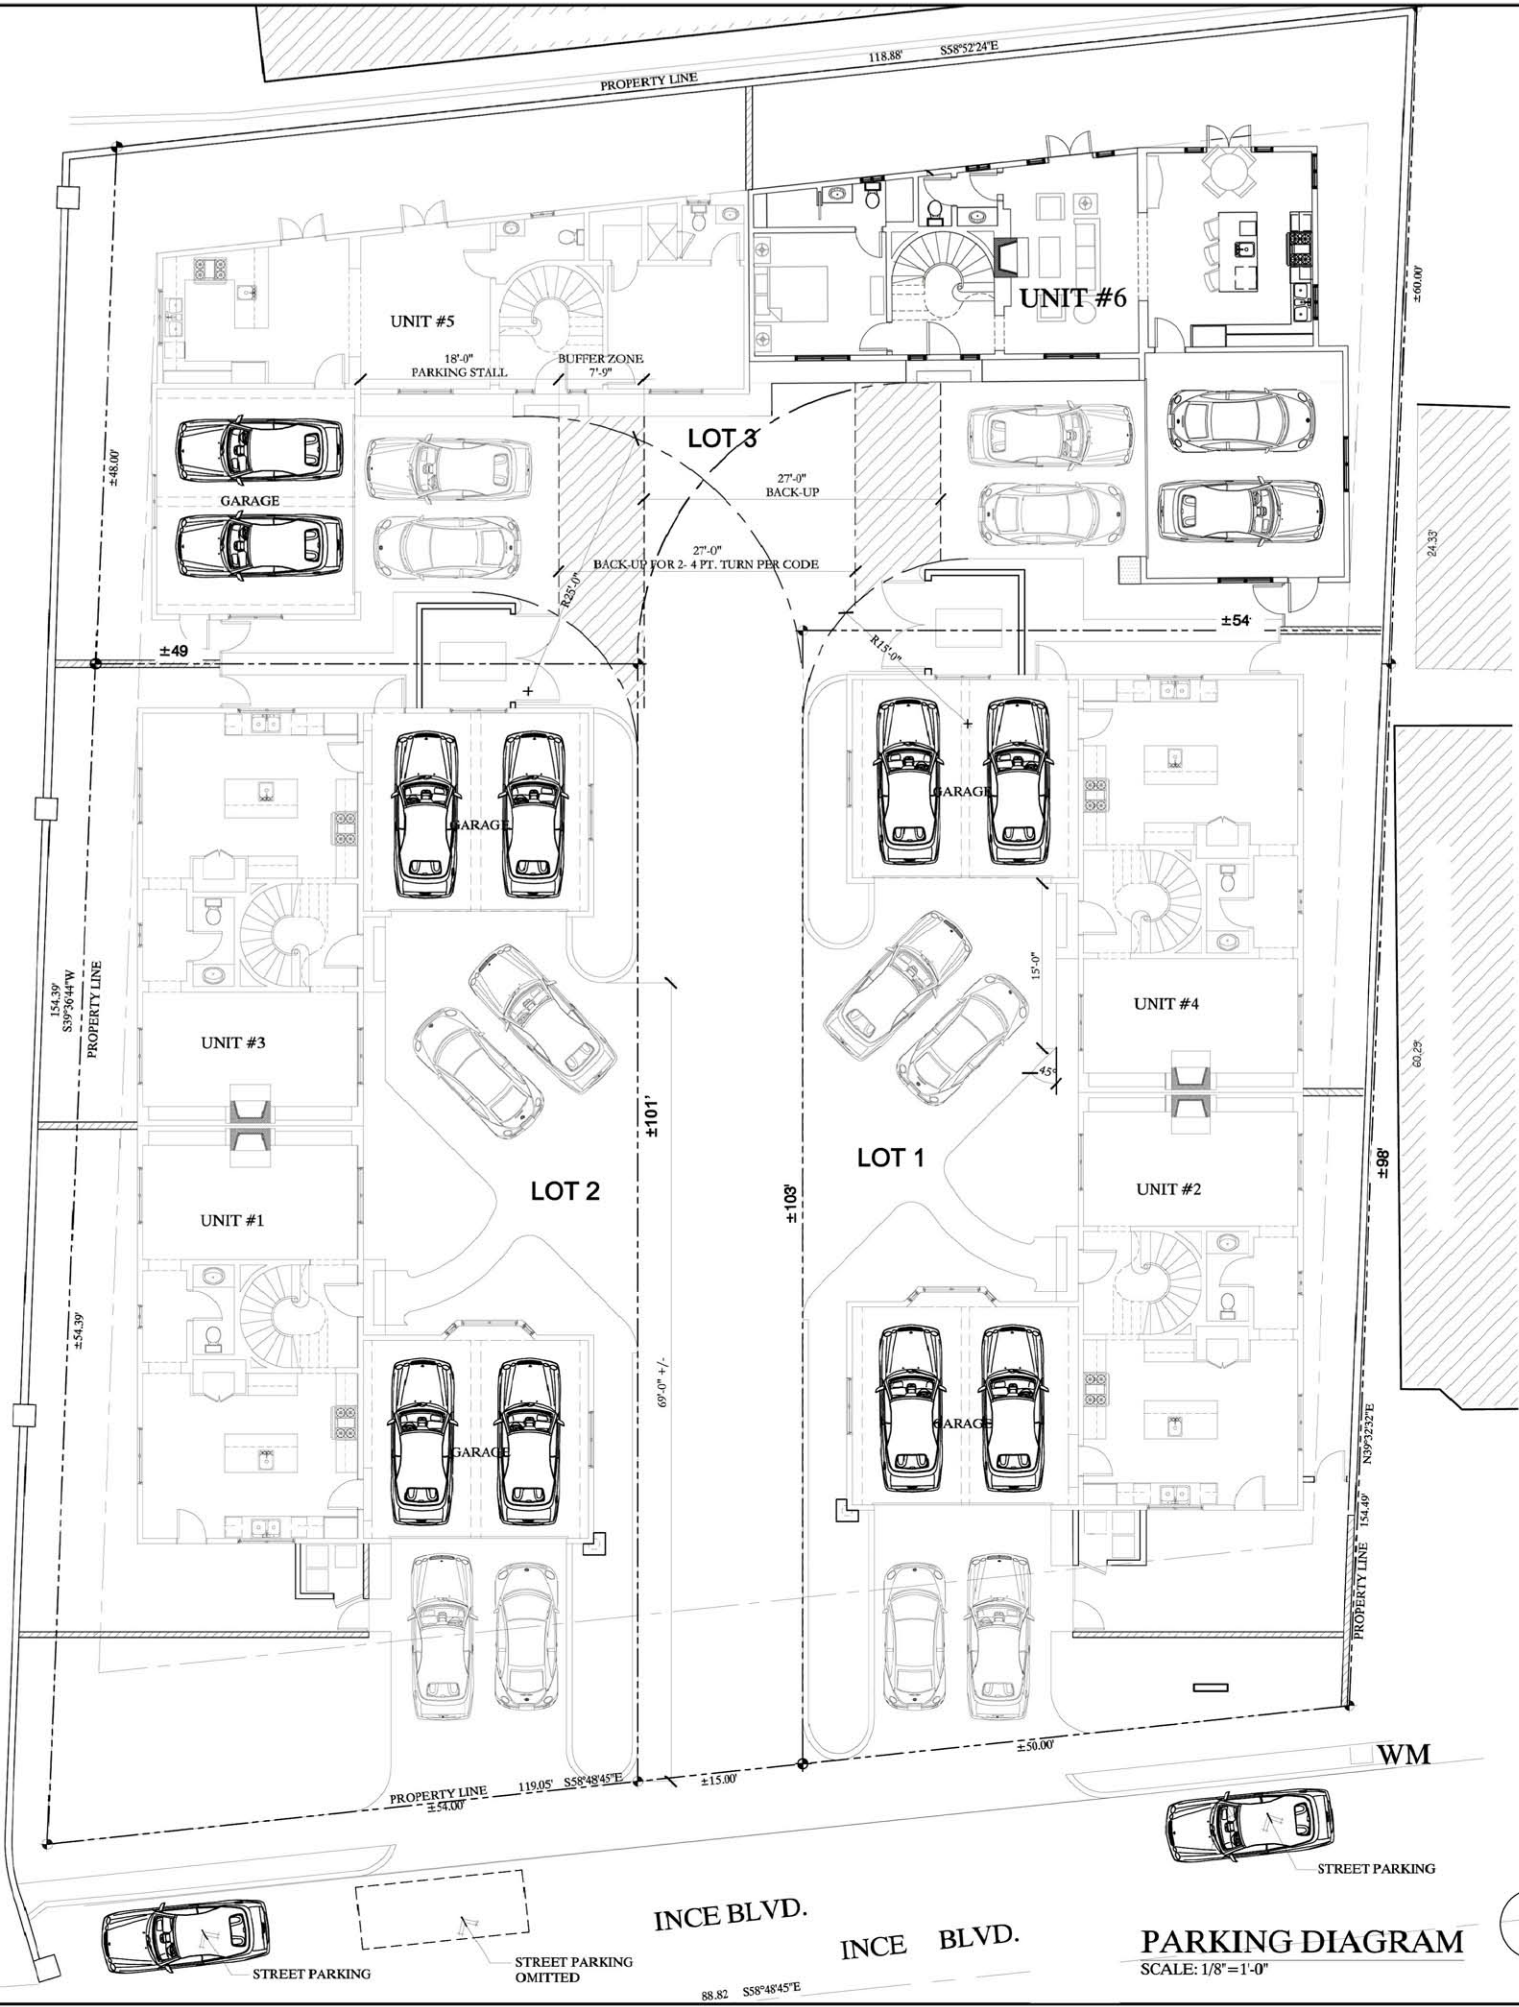 118.88' S58°52'24"E
PROPERTY LINE
UNIT #6
UNIT #5
±60.00'
18'-0"
PARKING STALL
BUFFER ZONE
7'-9"
LOT 3
±48.00'
27'-0"
BACK-UP
GARAGE
24.33'
27'-0"
BACK-UP FOR 2- 4 PT. TURN PER CODE
R25'-0"
±54
±49
R15'-0"
GARAGE
GARAGE
15'-0"
154.39'
S39°36'44"W
PROPERTY LINE
UNIT #4
UNIT #3
60.29'
45°
±101'
LOT 1
±98'
LOT 2
±103'
UNIT #2
UNIT #1
±54.39'
69'-0" +/-
GARAGE
GARAGE
PROPERTY LINE 154.49' N39°32'32"E
WM
±50.00'
±15.00'
PROPERTY LINE 119.05' S58°48'45"E
±54.00'
STREET PARKING
INCE BLVD.
INCE BLVD.
PARKING DIAGRAM
SCALE: 1/8"=1'-0"
STREET PARKING
OMITTED
STREET PARKING
88.82 S58°48'45"E